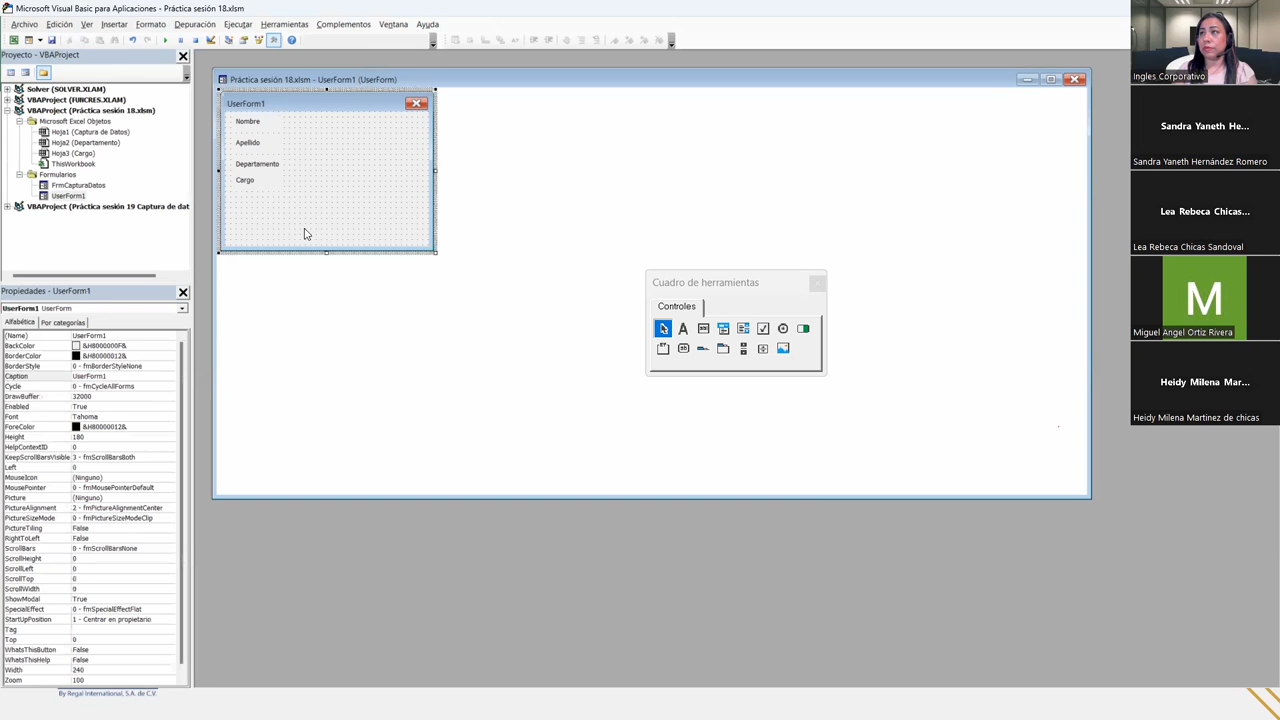 Microsoft Visual Basic para Aplicaciones - Práctica sesión 18.xlsm
Archivo Edición Ver Insertar Formato Depuración Ejecutar Herramientas Complementos Ventana Ayuda
Proyecto - VBAProject
Solver (SOLVER.XLAM)
VBAProject (FUNCRES.XLAM)
VBAProject (Práctica sesión 18.xlsm)
Microsoft Excel Objetos
Hoja1 (Captura de Datos)
Hoja2 (Departamento)
Hoja3 (Cargo)
ThisWorkbook
Formularios
FrmCapturaDatos
UserForm1
VBAProject (Práctica sesión 19 Captura de dat
Propiedades - UserForm1
UserForm1 UserForm
Alfabética Por categorías
(Name) UserForm1
BackColor &H8000000F&
BorderColor &H80000012&
BorderStyle 0 - fmBorderStyleNone
Caption UserForm1
Cycle 0 - fmCycleAllForms
DrawBuffer 32000
Enabled True
Font Tahoma
ForeColor &H80000012&
Height 180
HelpContextID 0
KeepScrollBarsVisible 3 - fmScrollBarsBoth
Left 0
MouseIcon (Ninguno)
MousePointer 0 - fmMousePointerDefault
Picture (Ninguno)
PictureAlignment 2 - fmPictureAlignmentCenter
PictureSizeMode 0 - fmPictureSizeModeClip
PictureTiling False
RightToLeft False
ScrollBars 0 - fmScrollBarsNone
ScrollHeight 0
ScrollLeft 0
ScrollTop 0
ScrollWidth 0
ShowModal True
SpecialEffect 0 - fmSpecialEffectFlat
StartUpPosition 1 - Centrar en propietario
Tag
Top 0
WhatsThisButton False
WhatsThisHelp False
Width 240
Zoom 100
By Regal International, S.A. de C.V.
Práctica sesión 18.xlsm - UserForm1 (UserForm)
UserForm1
Nombre
Apellido
Departamento
Cargo
Cuadro de herramientas
Controles
Ingles Corporativo
Sandra Yaneth He...
Sandra Yaneth Hernández Romero
Lea Rebeca Chicas...
Lea Rebeca Chicas Sandoval
M
Miguel Angel Ortiz Rivera
Heidy Milena Mar...
Heidy Milena Martinez de chicas